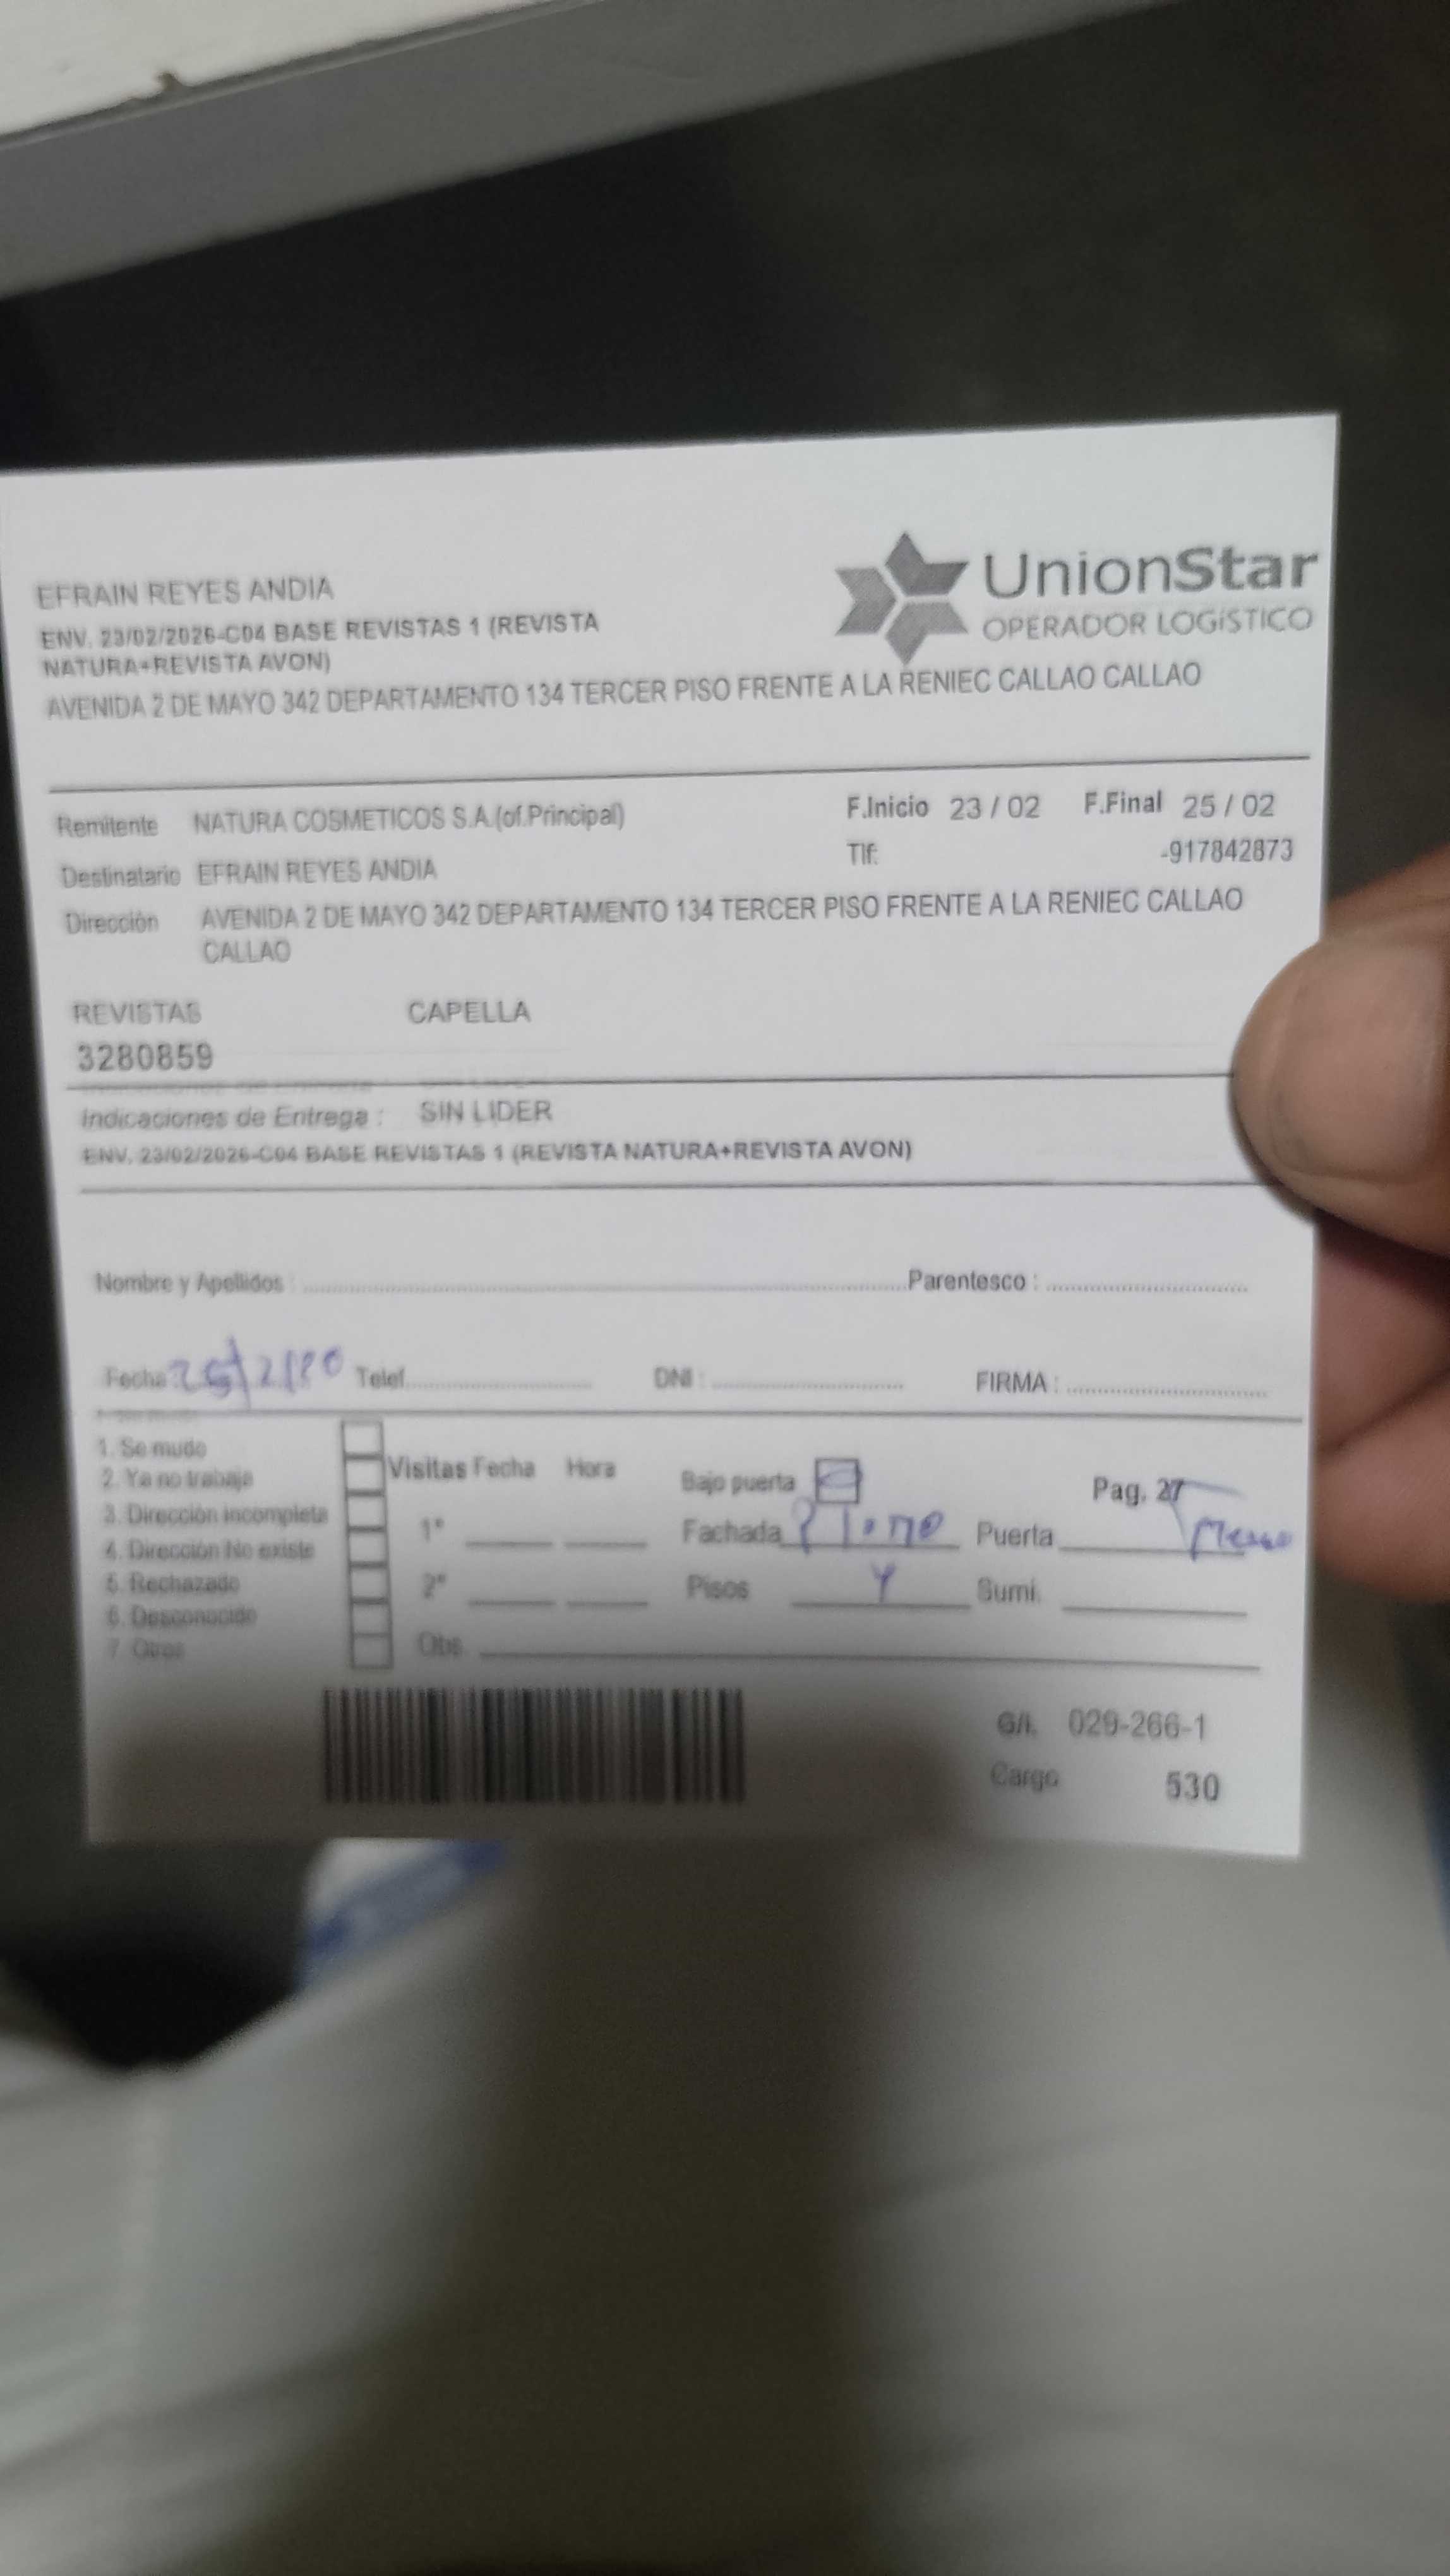 EFRAIN REYES ANDIA
ENV. 23/02/2026-C04 BASE REVISTAS 1 (REVISTA
NATURA+REVISTA AVON)
AVENIDA 2 DE MAYO 342 DEPARTAMENTO 134 TERCER PISO FRENTE A LA RENIEC CALLAO CALLAO
UnionStar
OPERADOR LOGÍSTICO
Remitente NATURA COSMETICOS S.A.(of.Principal) F.Inicio 23 / 02 F.Final 25 / 02
Tlf: -917842873
Destinatario EFRAIN REYES ANDIA
Dirección AVENIDA 2 DE MAYO 342 DEPARTAMENTO 134 TERCER PISO FRENTE A LA RENIEC CALLAO
CALLAO
REVISTAS CAPELLA
3280859
Indicaciones de Entrega : SIN LIDER
ENV. 23/02/2026-C04 BASE REVISTAS 1 (REVISTA NATURA+REVISTA AVON)
Nombre y Apellidos : Parentesco :
Fecha Telef. DNI : FIRMA :
1. Se mudo
2. Ya no trabaja
3. Dirección incompleta
4. Dirección No existe
5. Rechazado
6. Desconocido
7. Otros
Visitas Fecha Hora
1°
2°
Obs.
Bajo puerta Pag. 27
Fachada Puerta
Pisos Sumi.
G/L 029-266-1
Cargo 530